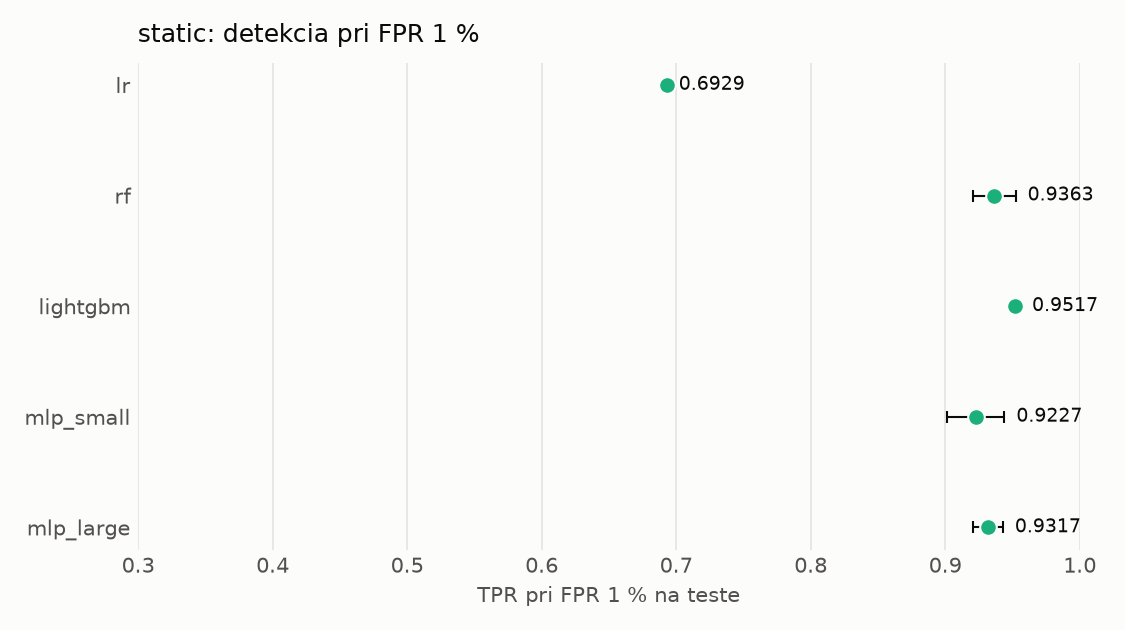 static: detekcia pri FPR 1 %
lr
0.6929
rf
0.9363
lightgbm
0.9517
mlp_small
0.9227
mlp_large
0.9317
0.3 0.4 0.5 0.6 0.7 0.8 0.9 1.0
TPR pri FPR 1 % na teste